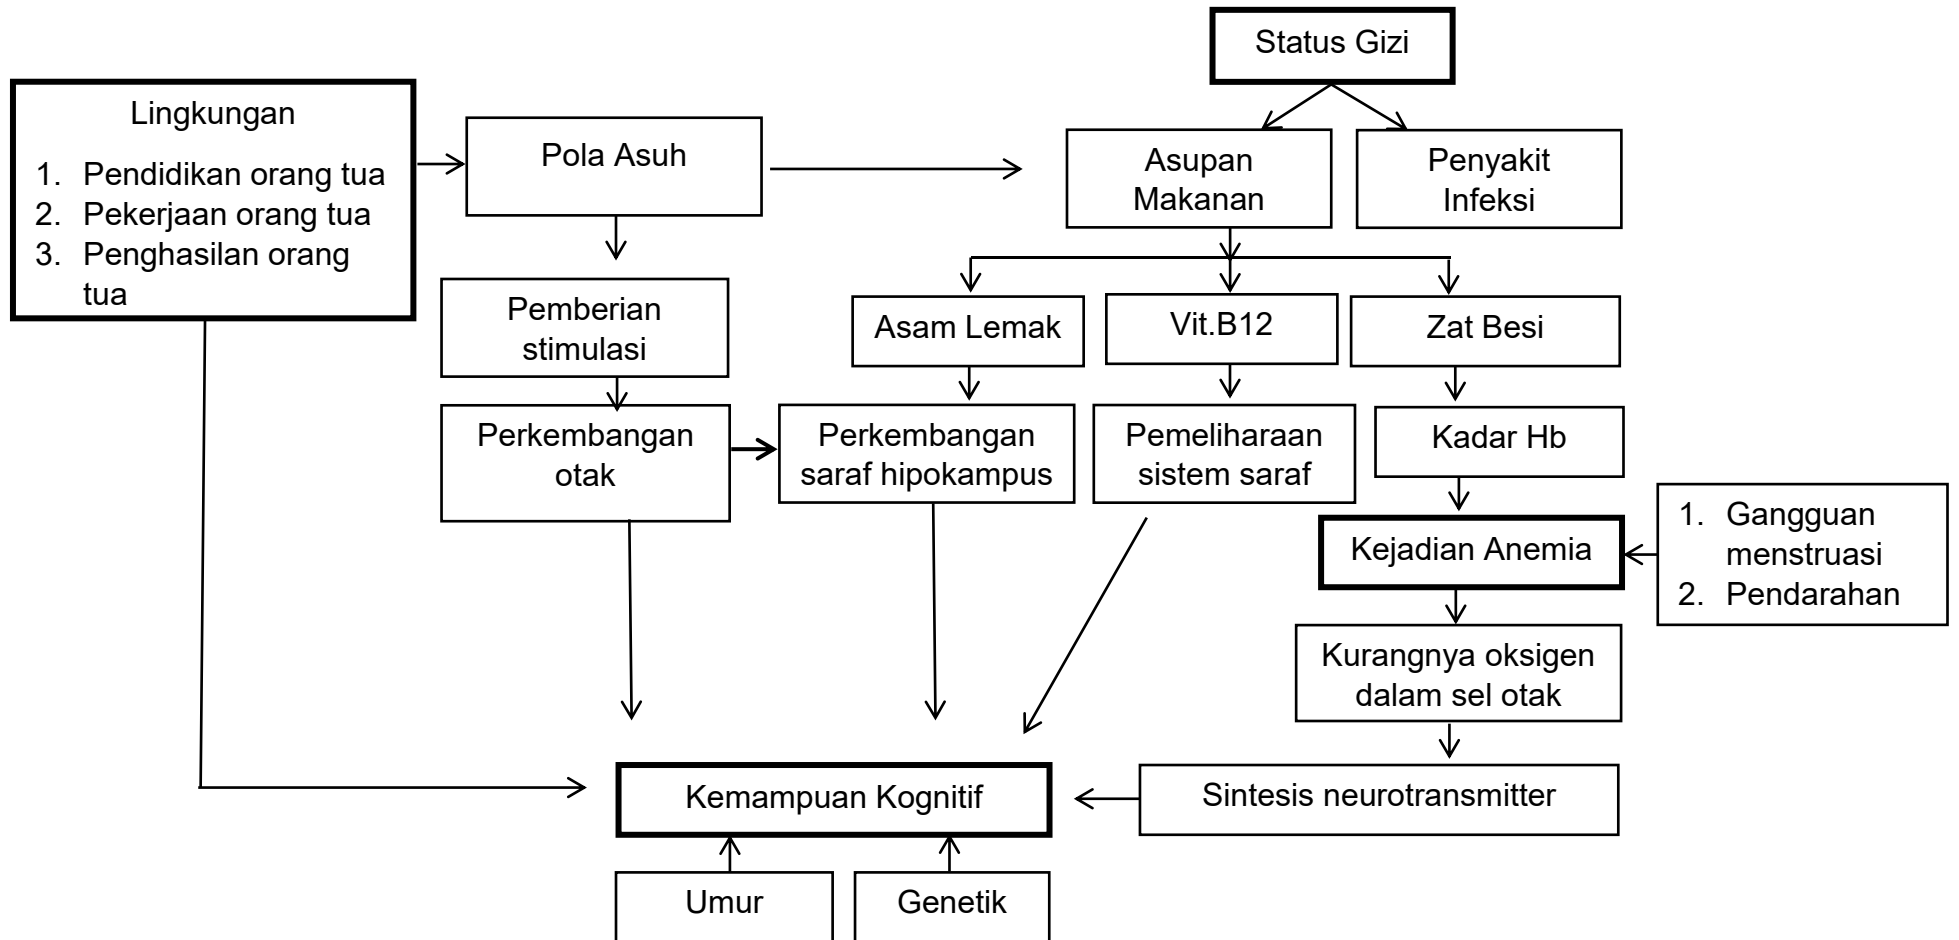 Status Gizi
Lingkungan
1. Pendidikan orang tua
2. Pekerjaan orang tua
3. Penghasilan orang
tua
Pola Asuh
Asupan
Makanan
Penyakit
Infeksi
Pemberian
stimulasi
Asam Lemak
Vit.B12
Zat Besi
Perkembangan
otak
Perkembangan
saraf hipokampus
Pemeliharaan
sistem saraf
Kadar Hb
Kejadian Anemia
1. Gangguan
menstruasi
2. Pendarahan
Kurangnya oksigen
dalam sel otak
Kemampuan Kognitif
Sintesis neurotransmitter
Umur
Genetik